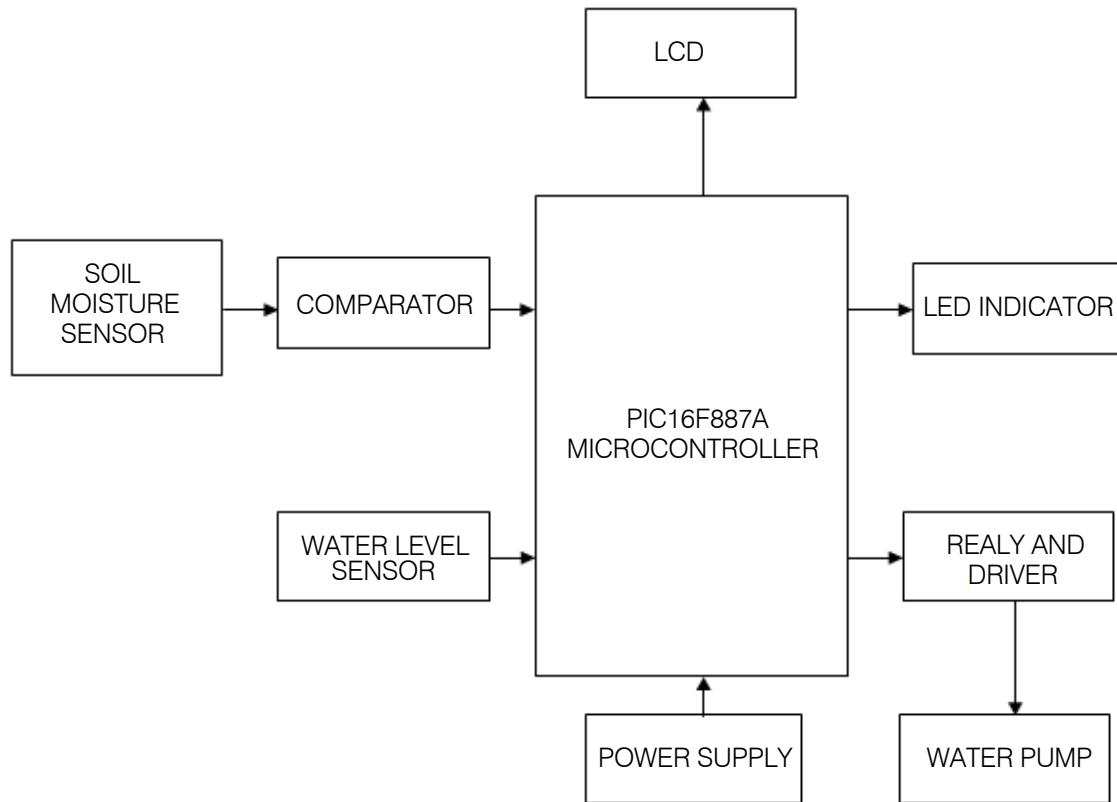 LCD
SOIL
MOISTURE
SENSOR
COMPARATOR
LED INDICATOR
PIC16F887A
MICROCONTROLLER
WATER LEVEL
SENSOR
REALY AND
DRIVER
POWER SUPPLY
WATER PUMP